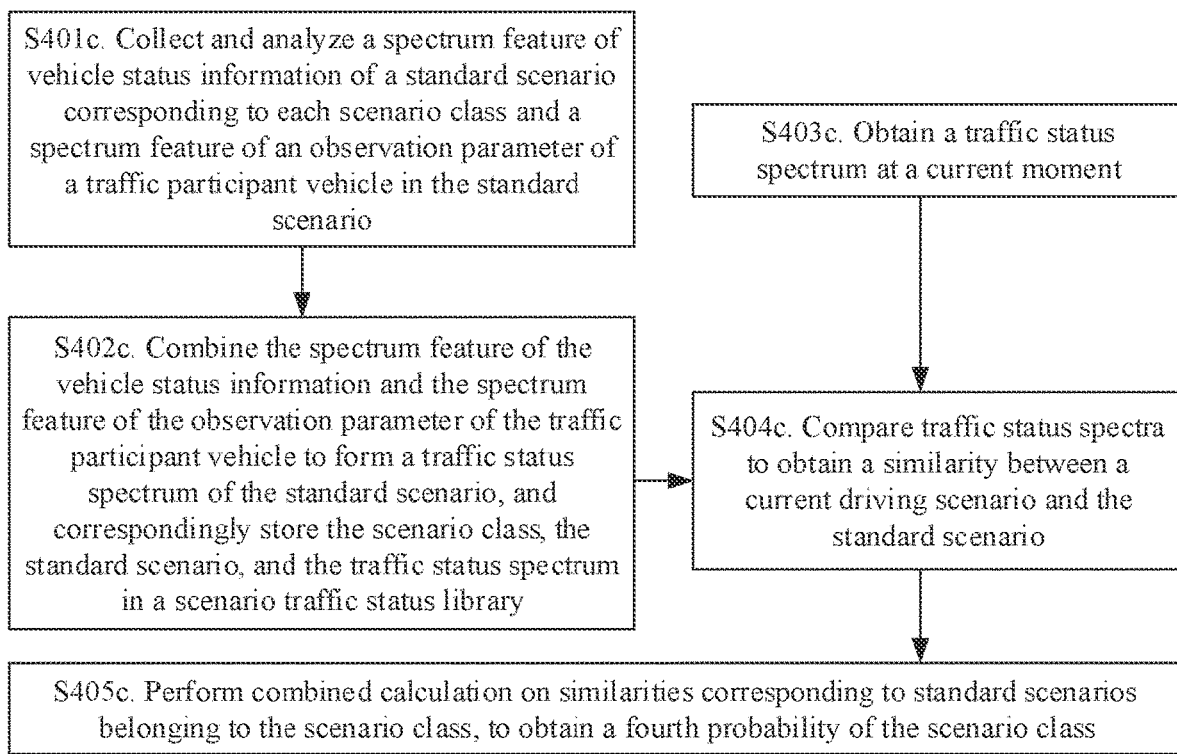 S401c. Collect and analyze a spectrum feature of
vehicle status information of a standard scenario
corresponding to each scenario class and a
spectrum feature of an observation parameter of
a traffic participant vehicle in the standard
scenario
S403c. Obtain a traffic status
spectrum at a current moment
S402c. Combine the spectrum feature of the
vehicle status information and the spectrum
feature of the observation parameter of the traffic
participant vehicle to form a traffic status
spectrum of the standard scenario, and
correspondingly store the scenario class, the
standard scenario, and the traffic status spectrum
in a scenario traffic status library
S404c. Compare traffic status spectra
to obtain a similarity between a
current driving scenario and the
standard scenario
S405c. Perform combined calculation on similarities corresponding to standard scenarios
belonging to the scenario class, to obtain a fourth probability of the scenario class